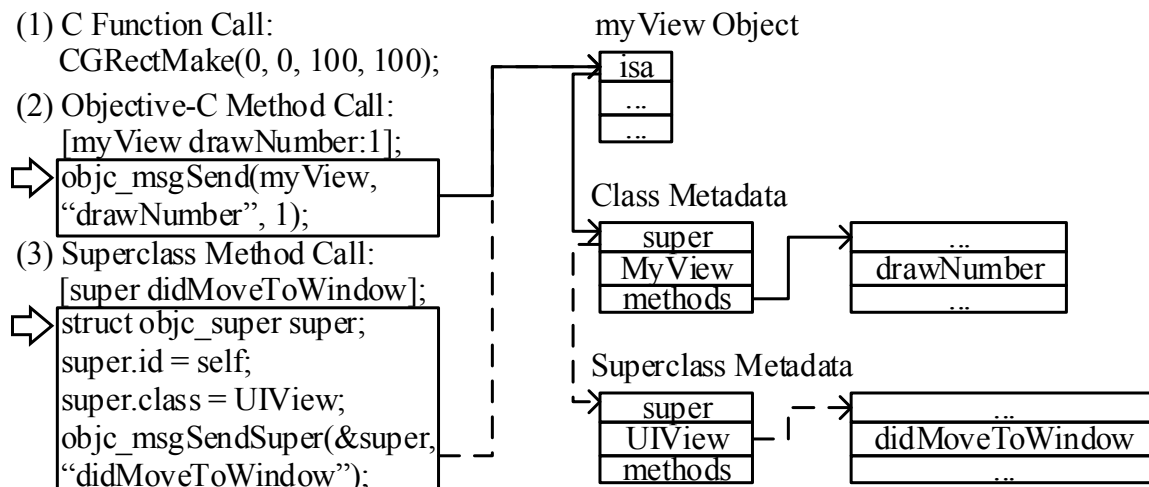 (1) C Function Call:
CGRectMake(0, 0, 100, 100);
(2) Objective-C Method Call:
[myView drawNumber:1];
objc_msgSend(myView,
“drawNumber”, 1);
(3) Superclass Method Call:
[super didMoveToWindow];
struct objc_super super;
super.id = self;
super.class = UIView;
objc_msgSendSuper(&super,
“didMoveToWindow”);
myView Object
isa
...
...
Class Metadata
super
MyView
methods
...
drawNumber
...
Superclass Metadata
super
UIView
methods
...
didMoveToWindow
...